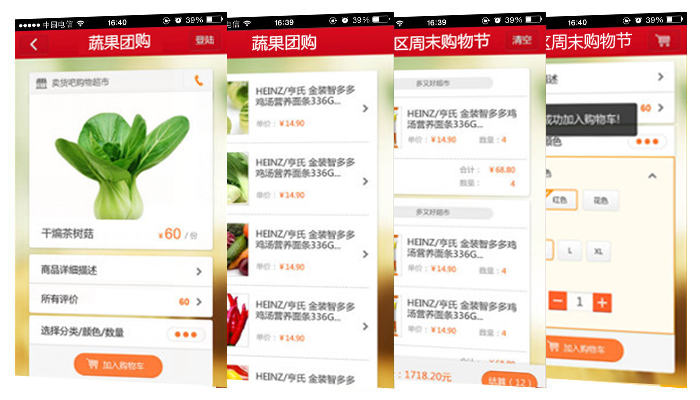 中国电信 16:40 39%
蔬果团购
登陆
卖货吧购物超市
干煸茶树菇
¥60 / 份
商品详细描述
所有评价 60
选择分类/颜色/数量
加入购物车
电信 16:39 39%
蔬果团购
HEINZ/亨氏 金装智多多
鸡汤营养面条336G...
单价：¥14.90
HEINZ/亨氏 金装智多多
鸡汤营养面条336G...
单价：¥14.90
HEINZ/亨氏 金装智多多
鸡汤营养面条336G...
单价：¥14.90
HEINZ/亨氏 金装智多多
鸡汤营养面条336G...
单价：¥14.90
HEINZ/亨氏 金装智多多
16:39 39%
区周末购物节
清空
多又好超市
HEINZ/亨氏 金装智多多鸡
汤营养面条336G...
单价：¥14.90 数量：4
合计：¥68.80
数量：4
多又好超市
HEINZ/亨氏 金装智多多鸡
汤营养面条336G...
单价：¥14.90 数量：4
HEINZ/亨氏 金装智多多鸡
汤营养面条336G...
单价：¥14.90 数量：4
合计：¥68.80
：1718.20元
结算（12）
16:40 39%
区周末购物节
述
60
成功加入购物车!
颜色
色
红色 花色
L XL
1
加入购物车